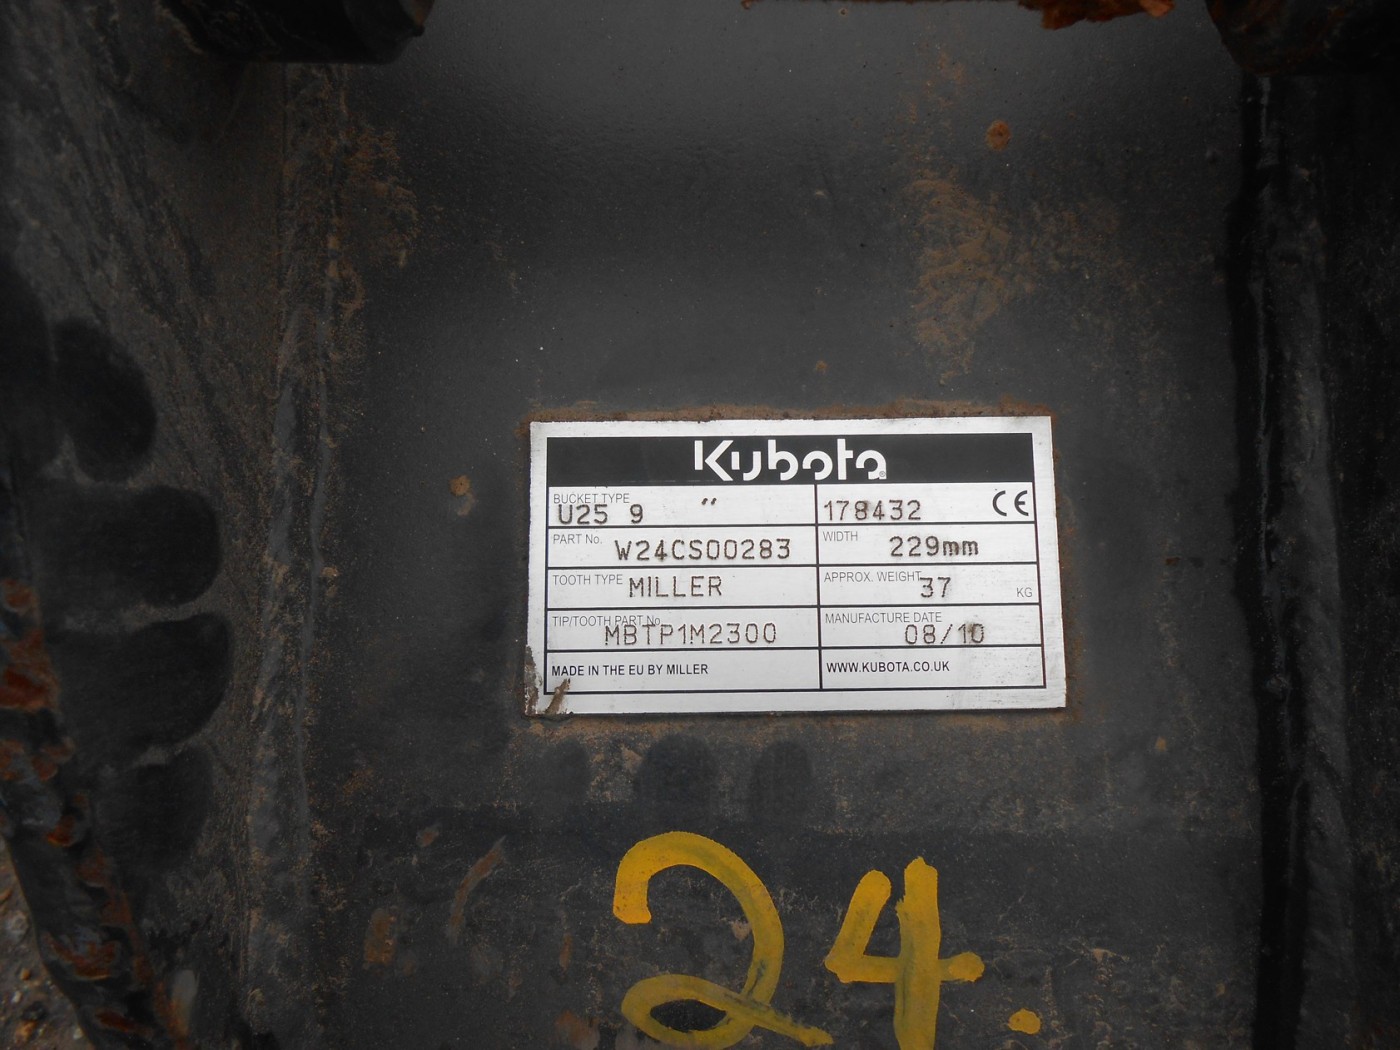 Kubota®
BUCKET TYPE
U25 9 "
178432 CE
PART No. W24CS00283
WIDTH 229mm
TOOTH TYPE MILLER
APPROX. WEIGHT 37 KG
TIP/TOOTH PART No.
MBTP1M2300
MANUFACTURE DATE
08/10
MADE IN THE EU BY MILLER
WWW.KUBOTA.CO.UK
24.